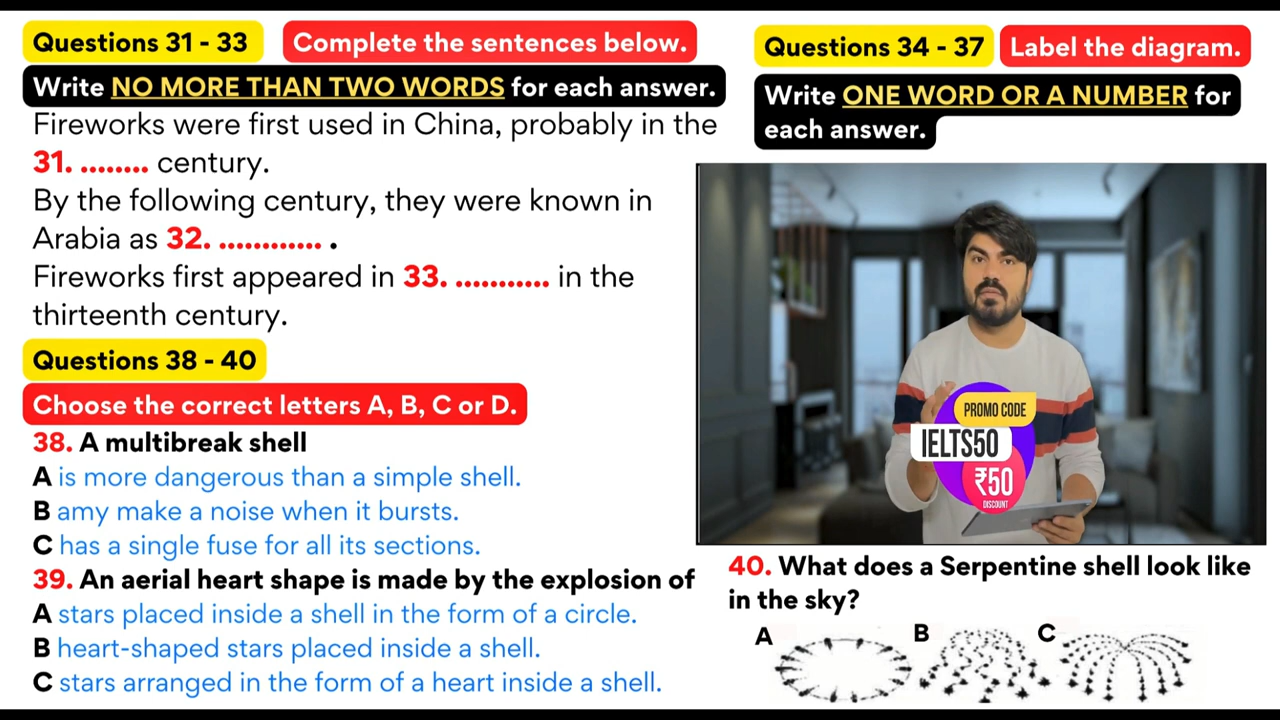 Questions 31 - 33
Complete the sentences below.
Write NO MORE THAN TWO WORDS for each answer.
Fireworks were first used in China, probably in the
31. ........ century.
By the following century, they were known in
Arabia as 32. ............ .
Fireworks first appeared in 33. ........... in the
thirteenth century.
Questions 38 - 40
Choose the correct letters A, B, C or D.
38. A multibreak shell
A is more dangerous than a simple shell.
B amy make a noise when it bursts.
C has a single fuse for all its sections.
39. An aerial heart shape is made by the explosion of
A stars placed inside a shell in the form of a circle.
B heart-shaped stars placed inside a shell.
C stars arranged in the form of a heart inside a shell.
Questions 34 - 37
Label the diagram.
Write ONE WORD OR A NUMBER for
each answer.
PROMO CODE
IELTS50
₹50
DISCOUNT
40. What does a Serpentine shell look like
in the sky?
A
B
C